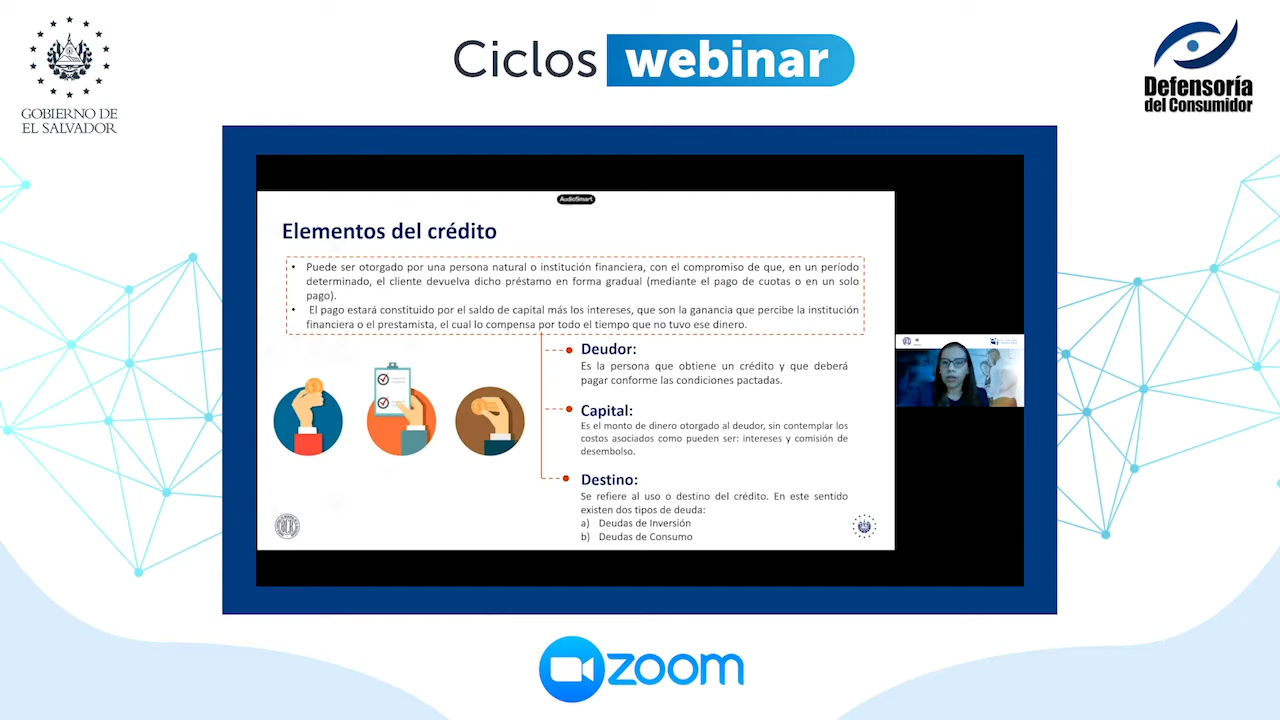 Ciclos webinar
GOBIERNO DE
EL SALVADOR
Defensoría
del Consumidor
AudioSmart
Elementos del crédito
• Puede ser otorgado por una persona natural o institución financiera, con el compromiso de que, en un período
determinado, el cliente devuelva dicho préstamo en forma gradual (mediante el pago de cuotas o en un solo
pago).
• El pago estará constituido por el saldo de capital más los intereses, que son la ganancia que percibe la institución
financiera o el prestamista, el cual lo compensa por todo el tiempo que no tuvo ese dinero.
Deudor:
Es la persona que obtiene un crédito y que deberá
pagar conforme las condiciones pactadas.
Capital:
Es el monto de dinero otorgado al deudor, sin contemplar los
costos asociados como pueden ser: intereses y comisión de
desembolso.
Destino:
Se refiere al uso o destino del crédito. En este sentido
existen dos tipos de deuda:
a) Deudas de Inversión
b) Deudas de Consumo
zoom